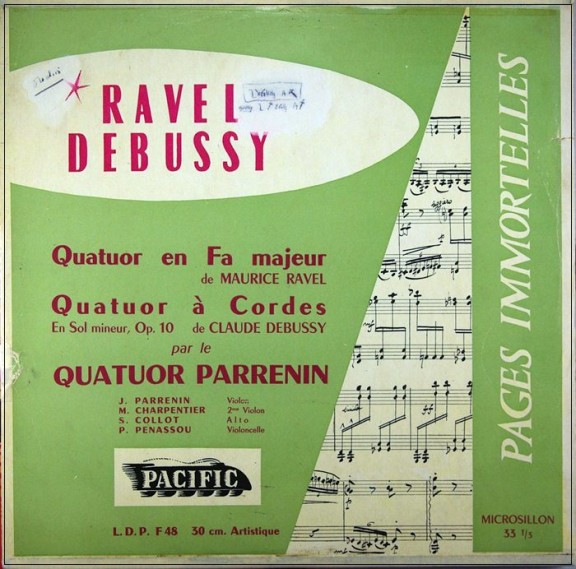 RAVEL
DEBUSSY
Quatuor en Fa majeur
de MAURICE RAVEL
Quatuor à Cordes
En Sol mineur, Op. 10 de CLAUDE DEBUSSY
par le
QUATUOR PARRENIN
J. PARRENIN Violon
M. CHARPENTIER 2me Violon
S. COLLOT Alto
P. PENASSOU Violoncelle
PACIFIC
L.D.P. F 48 30 cm. Artistique
PAGES IMMORTELLES
MICROSILLON
33 1/3